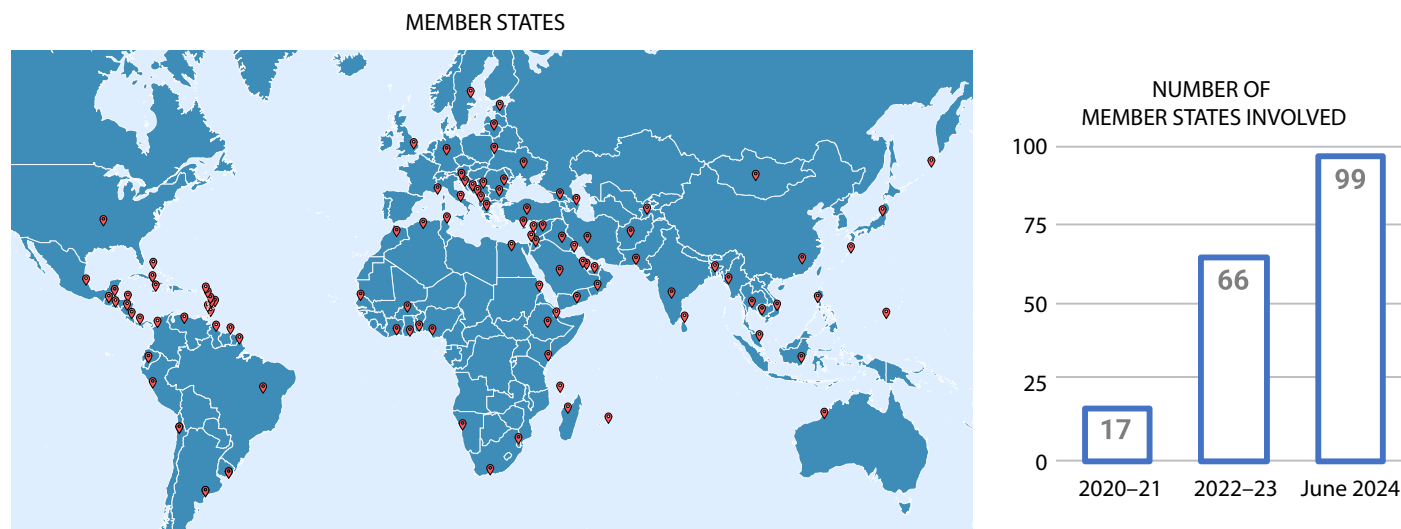 MEMBER STATES
NUMBER OF
MEMBER STATES INVOLVED
100
75
50
25
0
17
66
99
2020–21
2022–23
June 2024